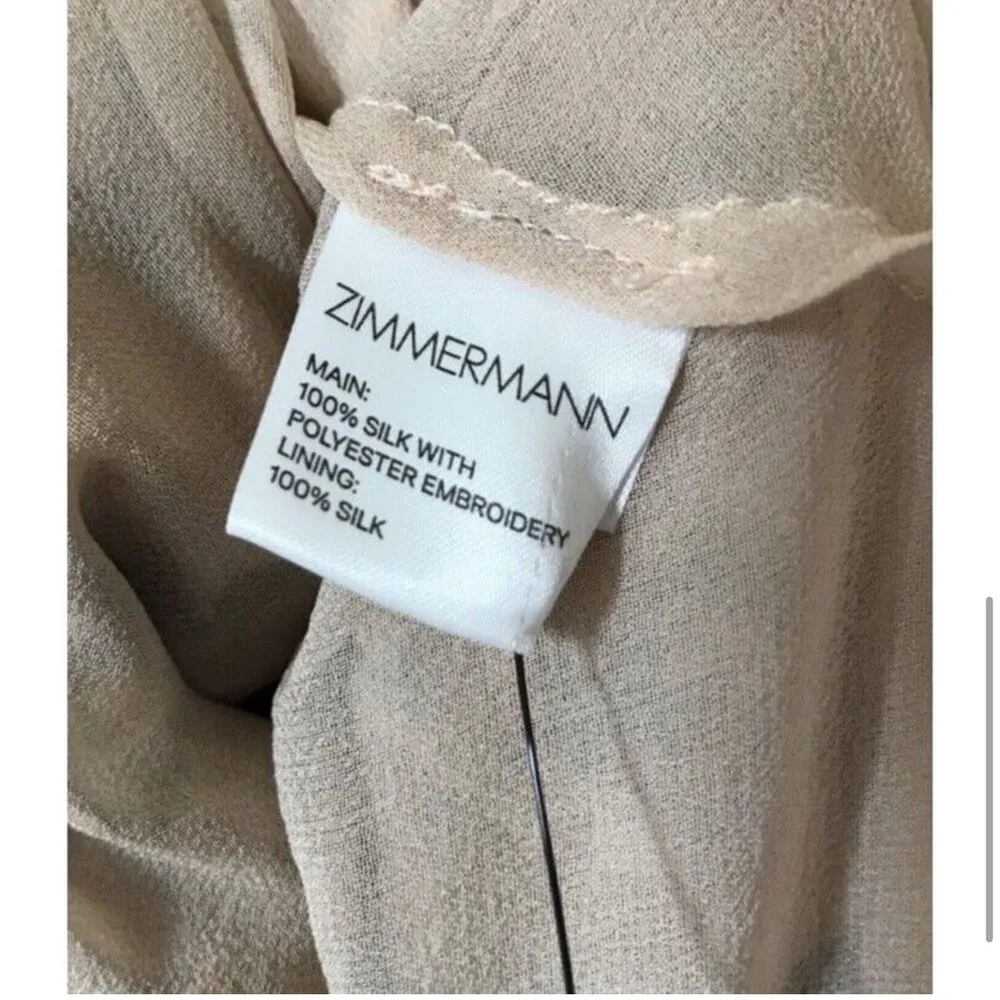 ZIMMERMANN
MAIN:
100% SILK WITH
POLYESTER EMBROIDERY
LINING:
100% SILK